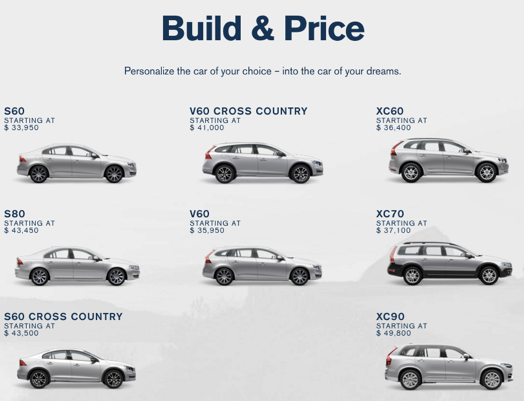 Build & Price
Personalize the car of your choice – into the car of your dreams.
S60
STARTING AT
$ 33,950
V60 CROSS COUNTRY
STARTING AT
$ 41,000
XC60
STARTING AT
$ 36,400
S80
STARTING AT
$ 43,450
V60
STARTING AT
$ 35,950
XC70
STARTING AT
$ 37,100
S60 CROSS COUNTRY
STARTING AT
$ 43,500
XC90
STARTING AT
$ 49,800